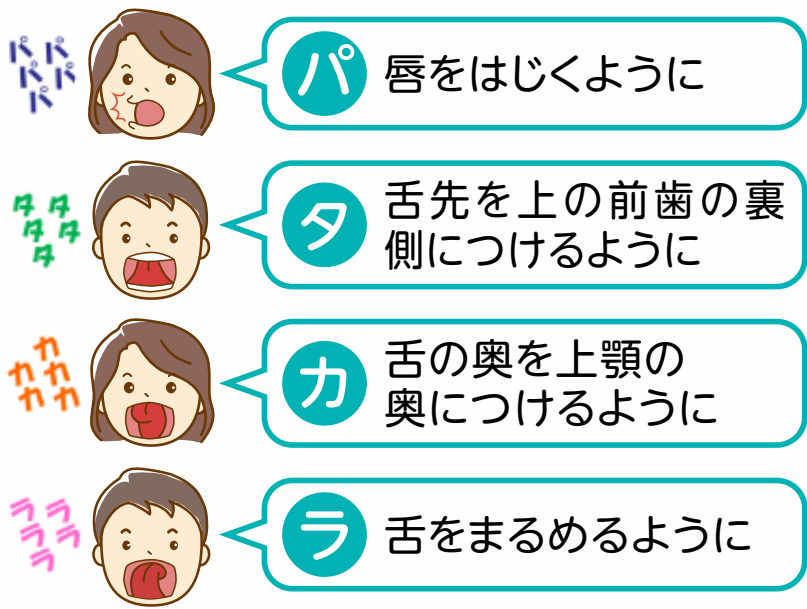 パ パ
パ パ
パ
パ 唇をはじくように
タ タ
タ タ
タ
タ 舌先を上の前歯の裏
側につけるように
カ
カ カ
カ カ
カ 舌の奥を上顎の
奥につけるように
ラ ラ
ラ ラ
ラ
ラ 舌をまるめるように